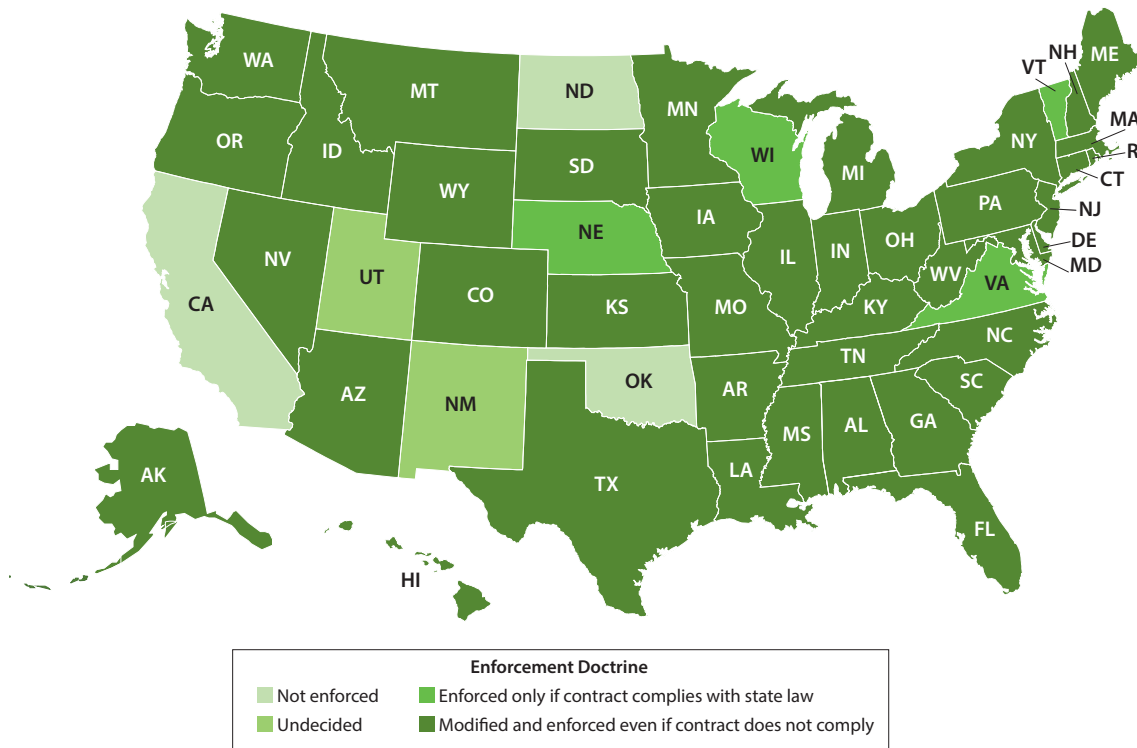 WA
MT
ND
MN
VT
NH
ME
OR
ID
SD
WI
MI
NY
MA
R
WY
CT
IA
PA
NJ
NE
NV
UT
CO
IL
IN
OH
DE
MD
WV
VA
CA
KS
MO
KY
NC
TN
AZ
NM
OK
AR
SC
MS
AL
GA
LA
TX
AK
FL
HI
Enforcement Doctrine
Not enforced
Enforced only if contract complies with state law
Undecided
Modified and enforced even if contract does not comply